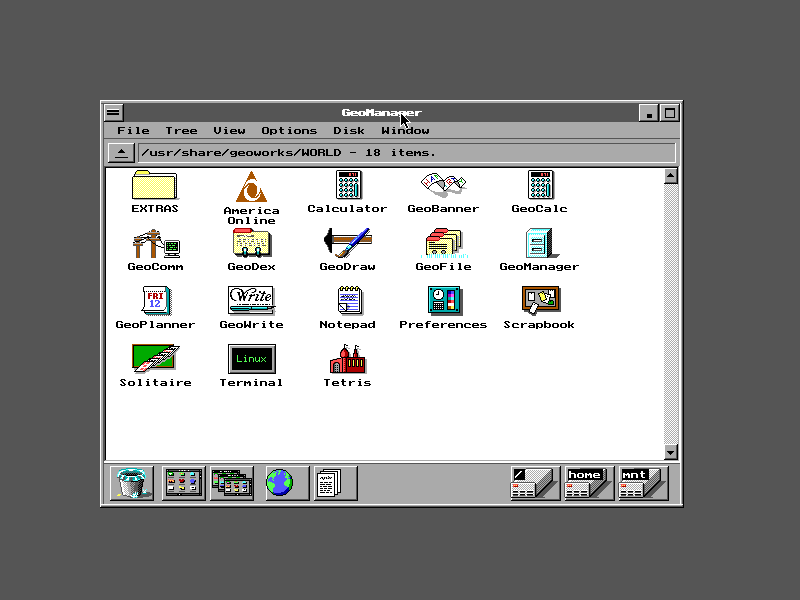 GeoManager
File Tree View Options Disk Window
/usr/share/geoworks/WORLD - 18 items.
EXTRAS
America
Online
Calculator
GeoBanner
GeoCalc
GeoComm
GeoDex
GeoDraw
GeoFile
GeoManager
FRI
12
GeoPlanner
Write
GeoWrite
Notepad
Preferences
Scrapbook
Solitaire
Linux
Terminal
Tetris
/
home
mnt